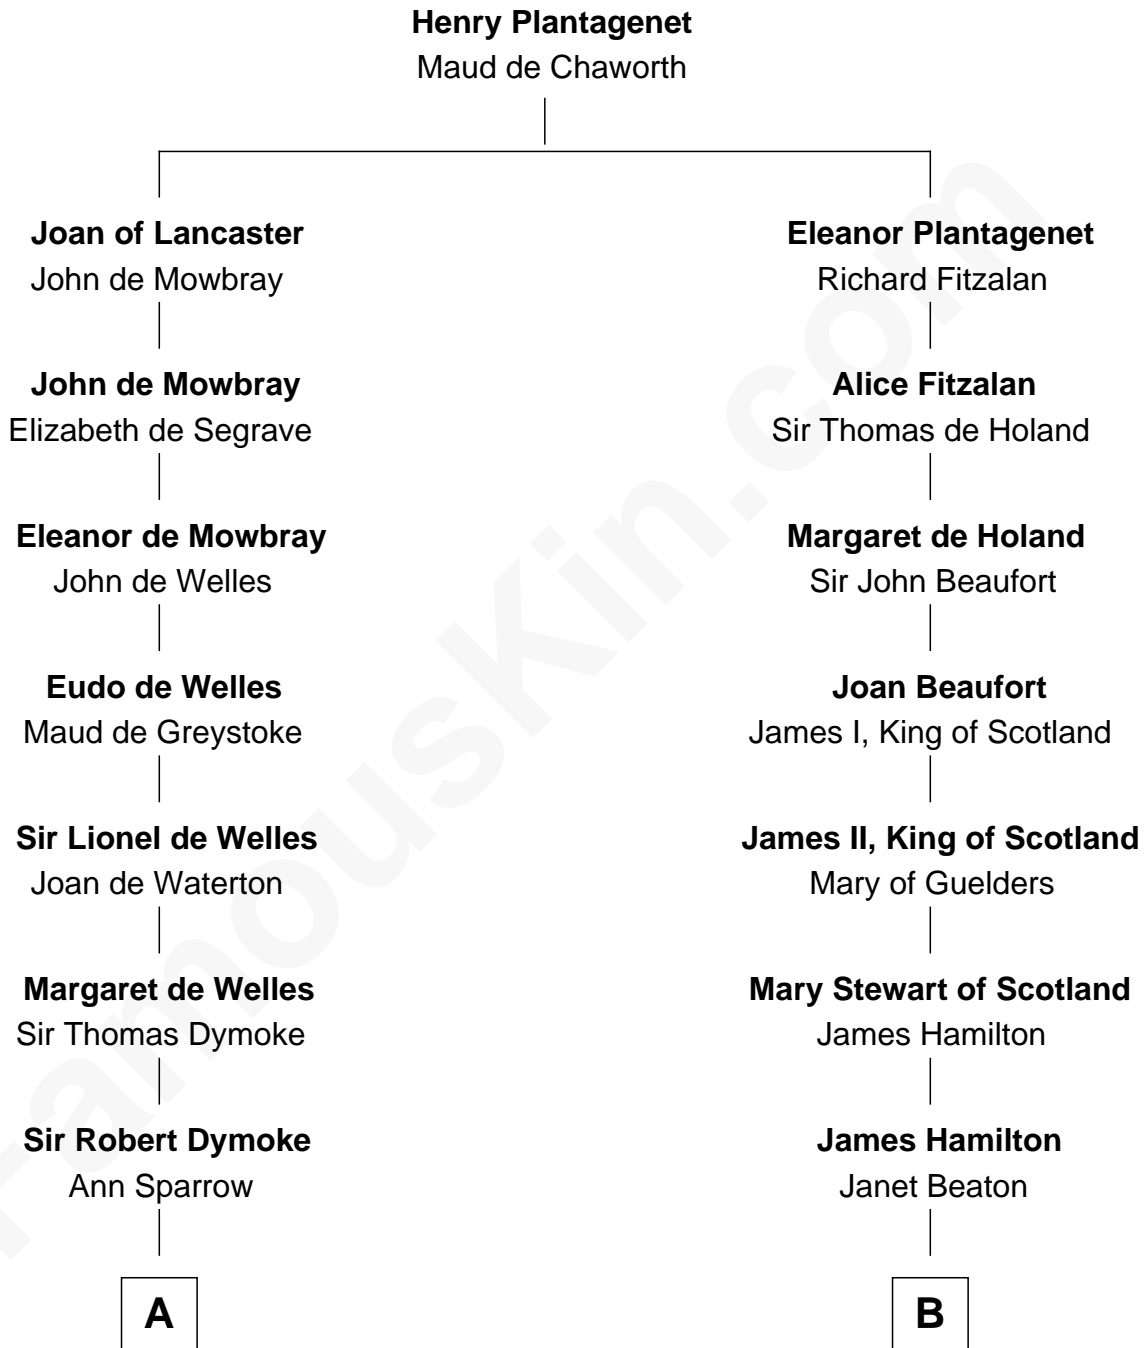 Henry Plantagenet
Maud de Chaworth
Joan of Lancaster
John de Mowbray
Eleanor Plantagenet
Richard Fitzalan
John de Mowbray
Elizabeth de Segrave
Alice Fitzalan
Sir Thomas de Holand
Eleanor de Mowbray
John de Welles
Margaret de Holand
Sir John Beaufort
Eudo de Welles
Maud de Greystoke
Joan Beaufort
James I, King of Scotland
Sir Lionel de Welles
Joan de Waterton
James II, King of Scotland
Mary of Guelders
Margaret de Welles
Sir Thomas Dymoke
Mary Stewart of Scotland
James Hamilton
Sir Robert Dymoke
Ann Sparrow
James Hamilton
Janet Beaton
A
B
FamousKin.com